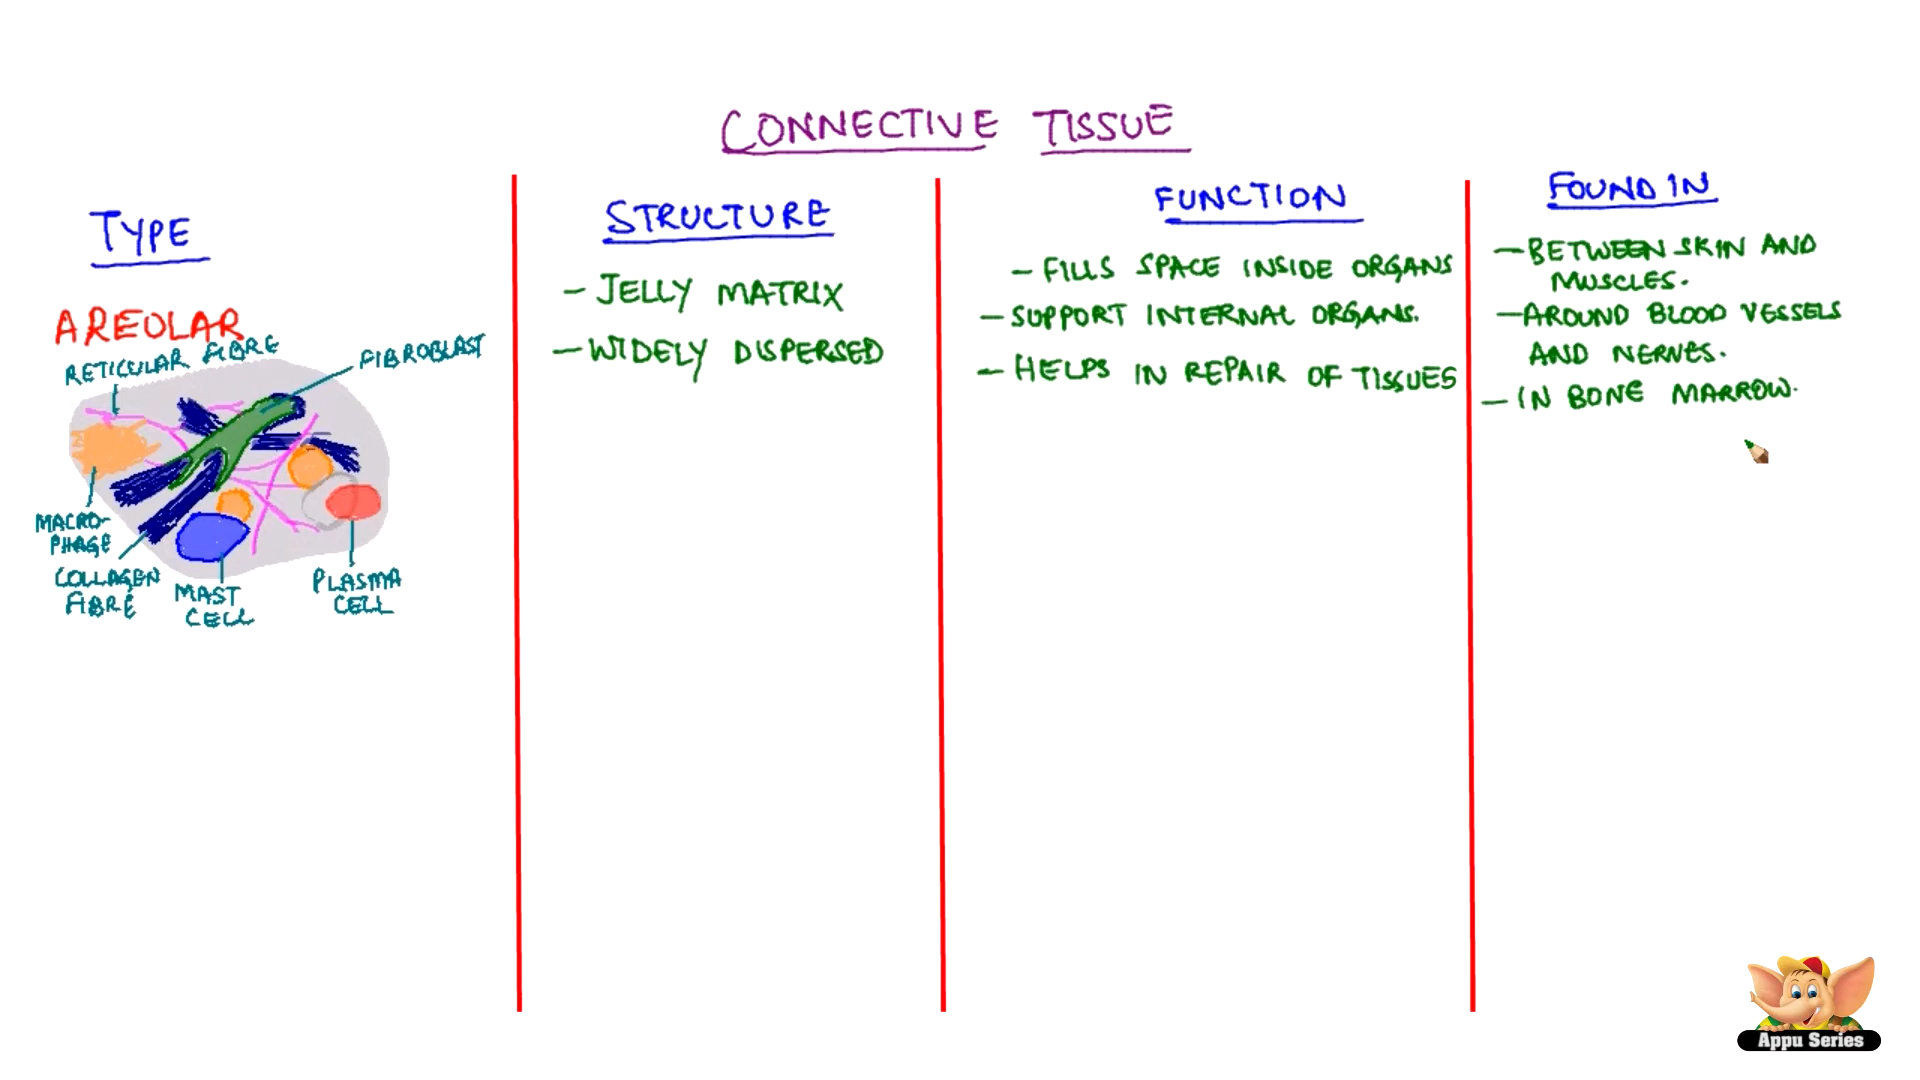 CONNECTIVE TISSUE
TYPE
AREOLAR
RETICULAR FIBRE
FIBROBLAST
MACRO-
PHAGE
COLLAGEN
FIBRE
MAST
CELL
PLASMA
CELL
STRUCTURE
- JELLY MATRIX
- WIDELY DISPERSED
FUNCTION
- FILLS SPACE INSIDE ORGANS
- SUPPORT INTERNAL ORGANS.
- HELPS IN REPAIR OF TISSUES
FOUND IN
- BETWEEN SKIN AND
MUSCLES.
- AROUND BLOOD VESSELS
AND NERVES.
- IN BONE MARROW.
Appu Series